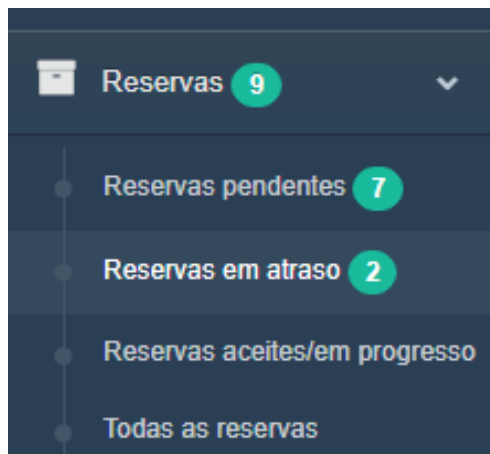 Reservas 9
Reservas pendentes 7
Reservas em atraso 2
Reservas aceites/em progresso
Todas as reservas